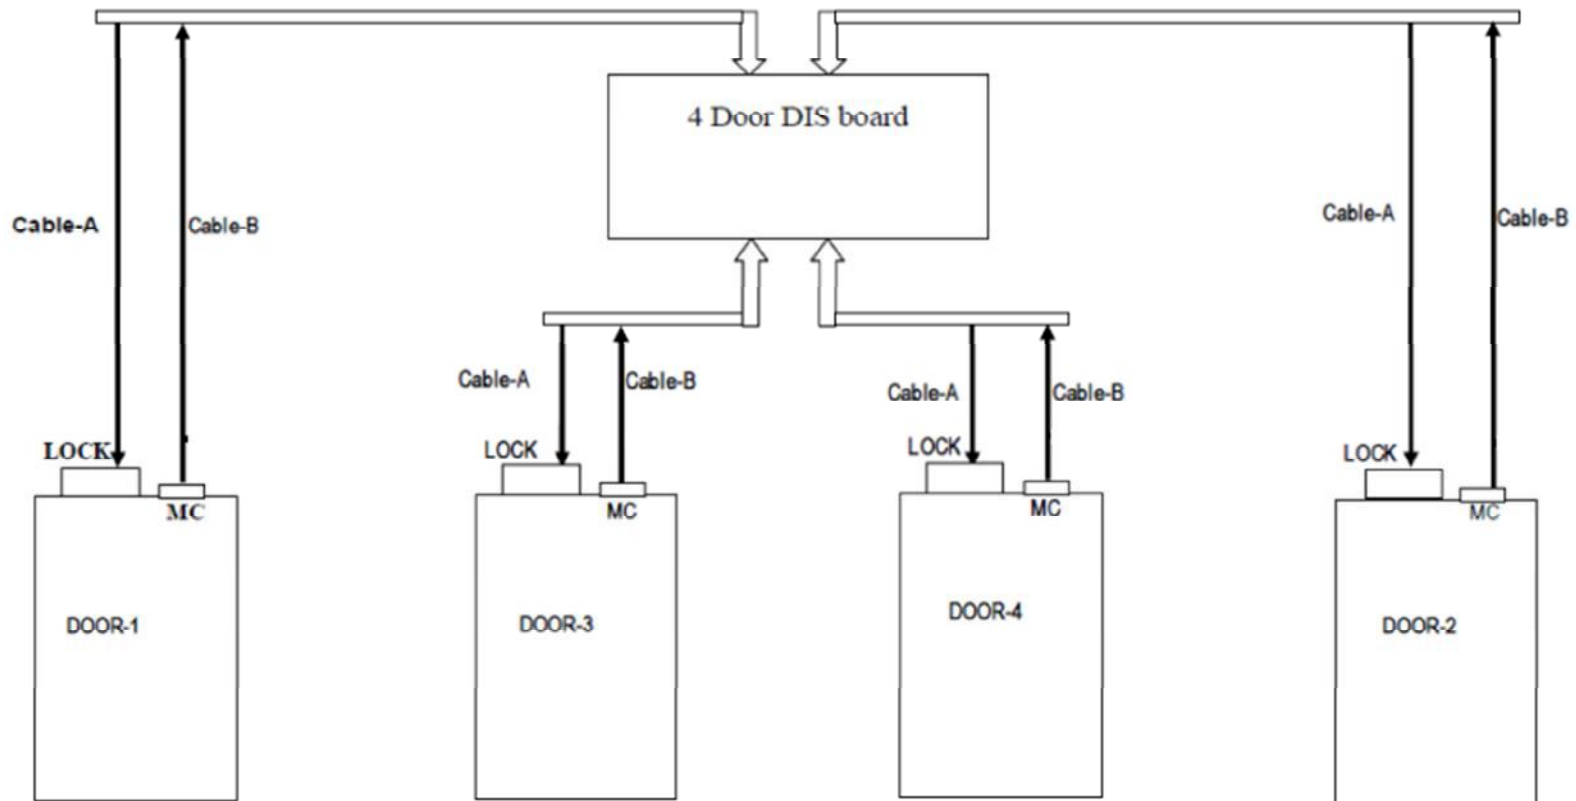 4 Door DIS board
Cable-A
Cable-B
Cable-A
Cable-B
Cable-A
Cable-B
Cable-A
Cable-B
LOCK
MC
LOCK
MC
LOCK
MC
LOCK
MC
DOOR-1
DOOR-3
DOOR-4
DOOR-2